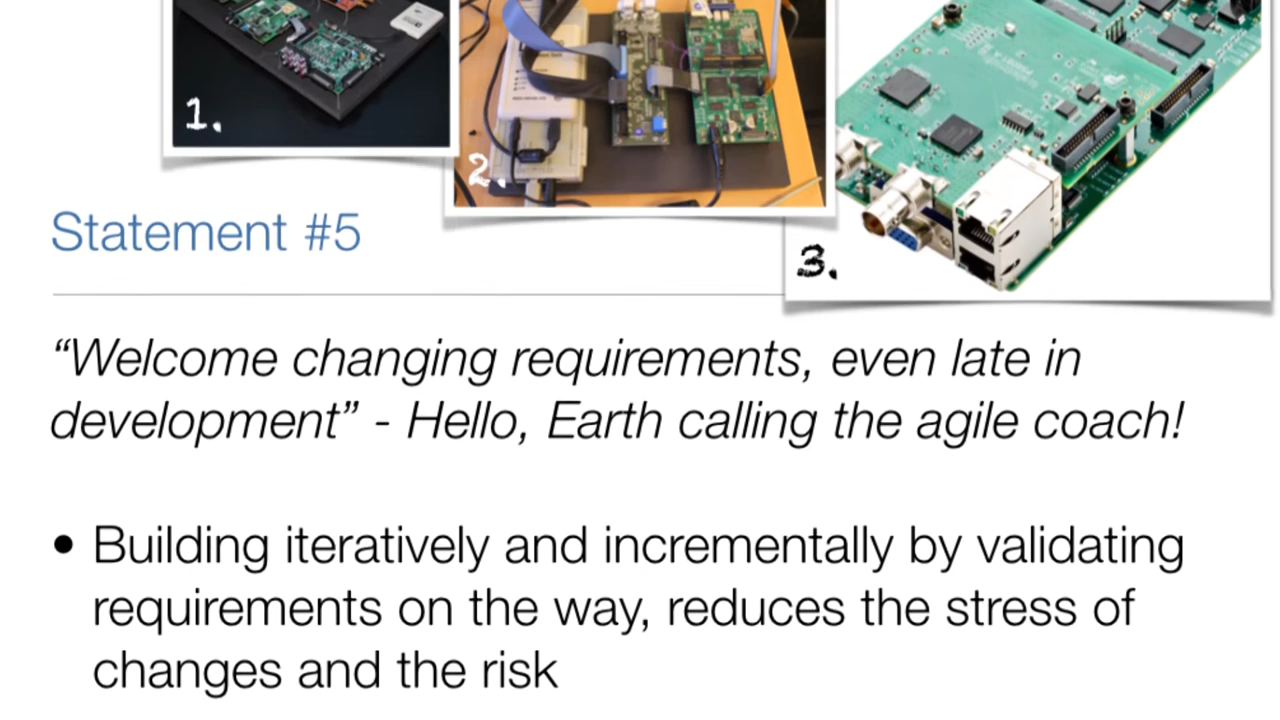 1.
2.
3.
Statement #5
“Welcome changing requirements, even late in
development” - Hello, Earth calling the agile coach!
• Building iteratively and incrementally by validating
requirements on the way, reduces the stress of
changes and the risk